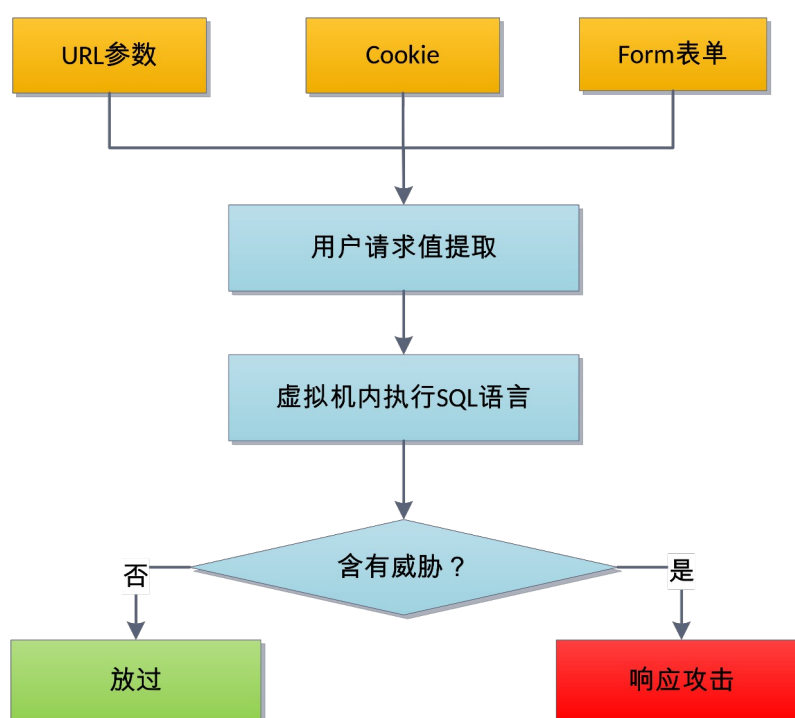 URL参数
Cookie
Form表单
用户请求值提取
虚拟机内执行SQL语言
含有威胁？
否
是
放过
响应攻击